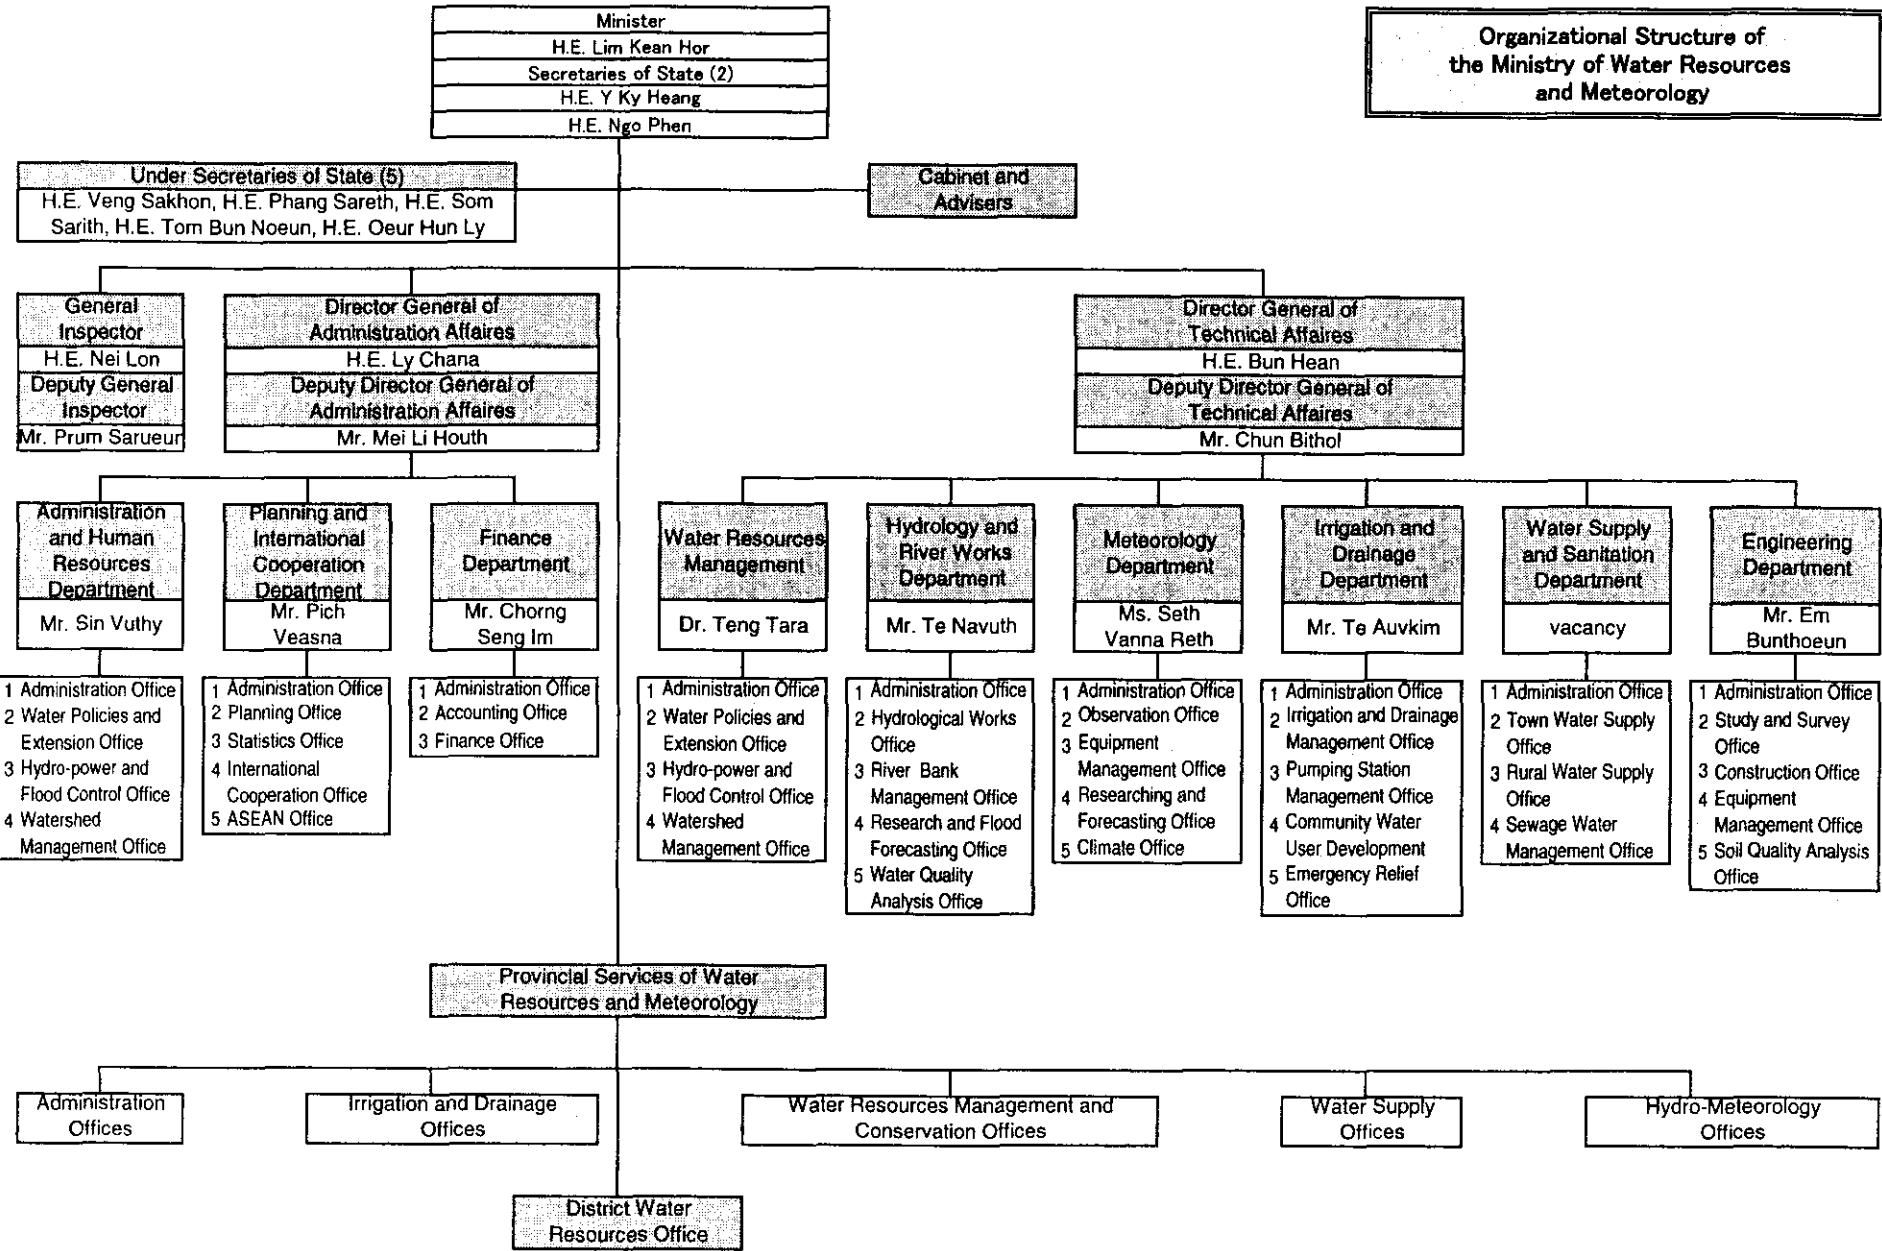 Organizational Structure of
the Ministry of Water Resources
and Meteorology
Minister
H.E. Lim Kean Hor
Secretaries of State (2)
H.E. Y Ky Heang
H.E. Ngo Phen
Under Secretaries of State (5)
H.E. Veng Sakhon, H.E. Phang Sareth, H.E. Som
Sarith, H.E. Tom Bun Noeun, H.E. Oeur Hun Ly
Cabinet and
Advisers
General
Inspector
H.E. Nei Lon
Deputy General
Inspector
Mr. Prum Sarueun
Director General of
Administration Affaires
H.E. Ly Chana
Deputy Director General of
Administration Affaires
Mr. Mei Li Houth
Director General of
Technical Affaires
H.E. Bun Hean
Deputy Director General of
Technical Affaires
Mr. Chun Bithol
Administration
and Human
Resources
Department
Mr. Sin Vuthy
1 Administration Office
2 Water Policies and
Extension Office
3 Hydro-power and
Flood Control Office
4 Watershed
Management Office
Planning and
International
Cooperation
Department
Mr. Pich
Veasna
1 Administration Office
2 Planning Office
3 Statistics Office
4 International
Cooperation Office
5 ASEAN Office
Finance
Department
Mr. Chorng
Seng Im
1 Administration Office
2 Accounting Office
3 Finance Office
Water Resources
Management
Dr. Teng Tara
1 Administration Office
2 Water Policies and
Extension Office
3 Hydro-power and
Flood Control Office
4 Watershed
Management Office
Hydrology and
River Works
Department
Mr. Te Navuth
1 Administration Office
2 Hydrological Works
Office
3 River Bank
Management Office
4 Research and Flood
Forecasting Office
5 Water Quality
Analysis Office
Meteorology
Department
Ms. Seth
Vanna Reth
1 Administration Office
2 Observation Office
3 Equipment
Management Office
4 Researching and
Forecasting Office
5 Climate Office
Irrigation and
Drainage
Department
Mr. Te Auvkim
1 Administration Office
2 Irrigation and Drainage
Management Office
3 Pumping Station
Management Office
4 Community Water
User Development
5 Emergency Relief
Office
Water Supply
and Sanitation
Department
vacancy
1 Administration Office
2 Town Water Supply
Office
3 Rural Water Supply
Office
4 Sewage Water
Management Office
Engineering
Department
Mr. Em
Bunthoeun
1 Administration Office
2 Study and Survey
Office
3 Construction Office
4 Equipment
Management Office
5 Soil Quality Analysis
Office
Provincial Services of Water
Resources and Meteorology
Administration
Offices
Irrigation and Drainage
Offices
Water Resources Management and
Conservation Offices
Water Supply
Offices
Hydro-Meteorology
Offices
District Water
Resources Office